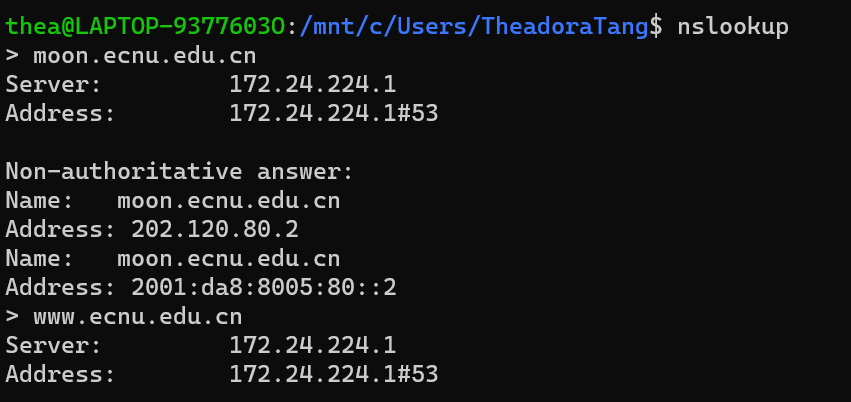 thea@LAPTOP-9377603O:/mnt/c/Users/TheadoraTang$ nslookup
> moon.ecnu.edu.cn
Server:         172.24.224.1
Address:        172.24.224.1#53

Non-authoritative answer:
Name:   moon.ecnu.edu.cn
Address: 202.120.80.2
Name:   moon.ecnu.edu.cn
Address: 2001:da8:8005:80::2
> www.ecnu.edu.cn
Server:         172.24.224.1
Address:        172.24.224.1#53